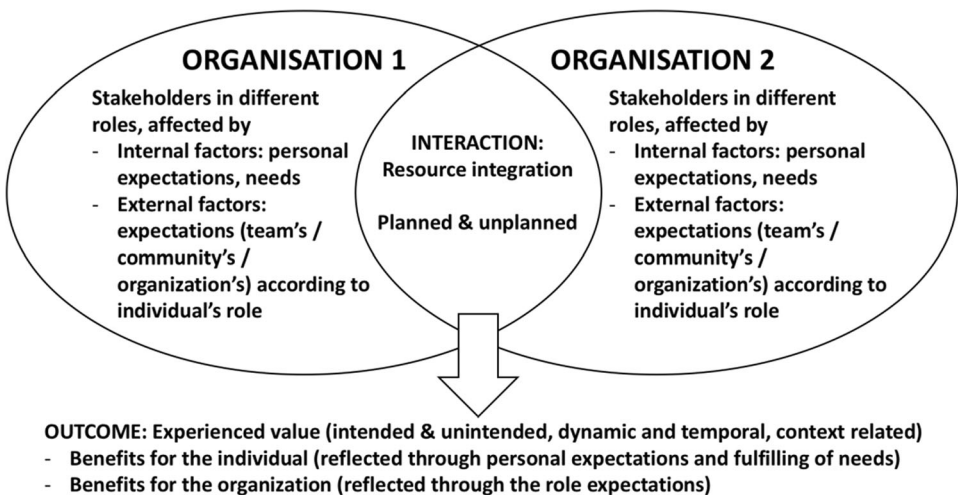 ORGANISATION 1
Stakeholders in different
roles, affected by
- Internal factors: personal
expectations, needs
- External factors:
expectations (team's /
community's /
organization's) according to
individual's role
INTERACTION:
Resource integration
Planned & unplanned
ORGANISATION 2
Stakeholders in different
roles, affected by
- Internal factors: personal
expectations, needs
- External factors:
expectations (team's /
community's /
organization's) according to
individual's role
OUTCOME: Experienced value (intended & unintended, dynamic and temporal, context related)
- Benefits for the individual (reflected through personal expectations and fulfilling of needs)
- Benefits for the organization (reflected through the role expectations)